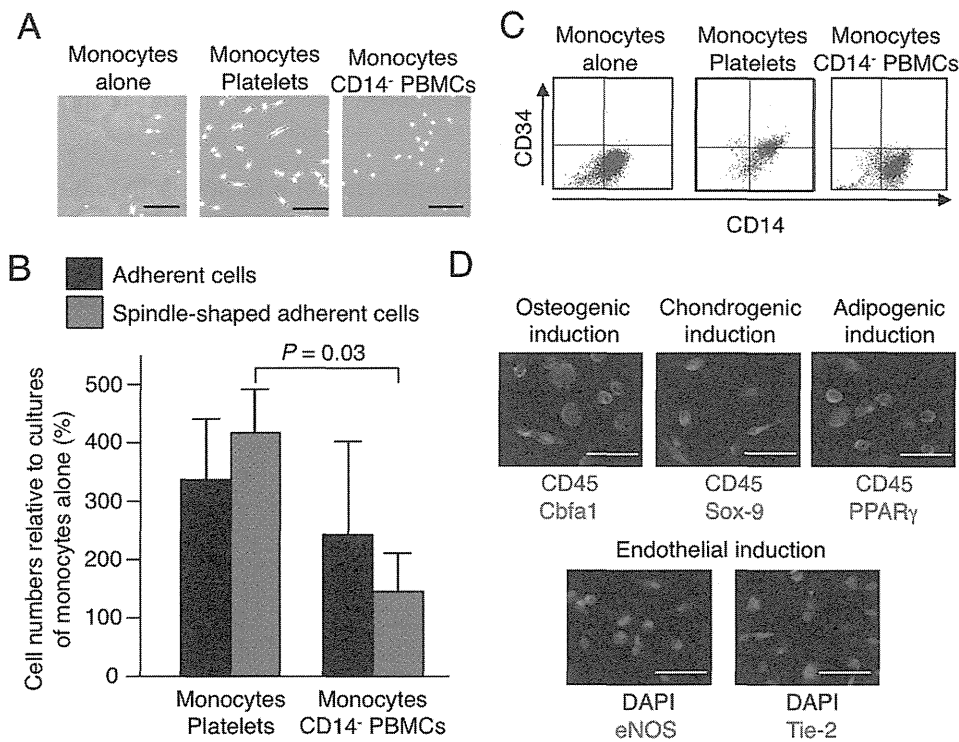 A
Monocytes alone
Monocytes Platelets
Monocytes CD14- PBMCs
B
Adherent cells
Spindle-shaped adherent cells
P = 0.03
Cell numbers relative to cultures of monocytes alone (%)
500
400
300
200
100
0
Monocytes Platelets
Monocytes CD14- PBMCs
C
Monocytes alone
Monocytes Platelets
Monocytes CD14- PBMCs
CD34
CD14
D
Osteogenic induction
Chondrogenic induction
Adipogenic induction
CD45
Cbfa1
CD45
Sox-9
CD45
PPARγ
Endothelial induction
DAPI
eNOS
DAPI
Tie-2